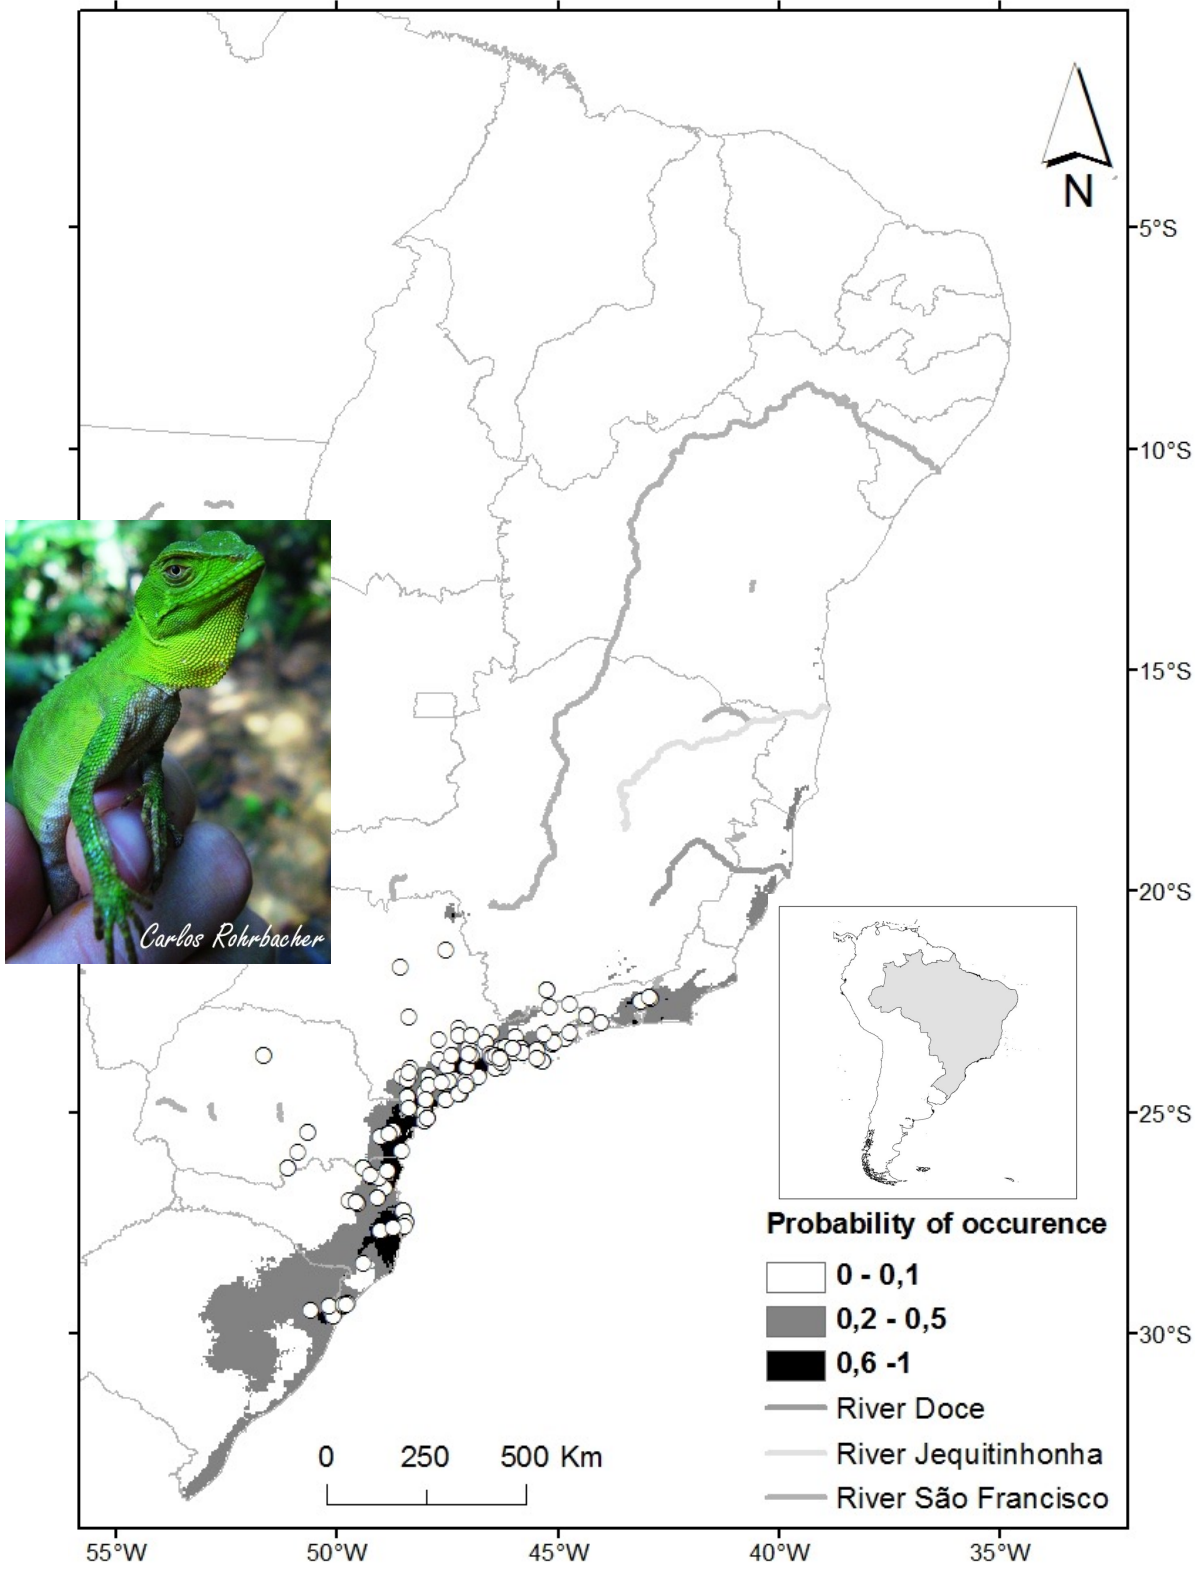 N
5°S
10°S
15°S
Carlos Rohrbacher
20°S
25°S
Probability of occurence
0 - 0,1
0,2 - 0,5
30°S
0,6 -1
River Doce
River Jequitinhonha
River São Francisco
0 250 500 Km
55°W 50°W 45°W 40°W 35°W